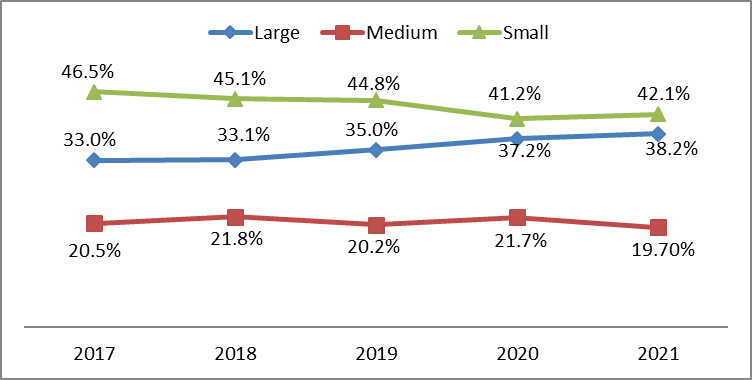 Large Medium Small
46.5% 45.1% 44.8% 41.2% 42.1%
33.0% 33.1% 35.0% 37.2% 38.2%
20.5% 21.8% 20.2% 21.7% 19.70%
2017 2018 2019 2020 2021